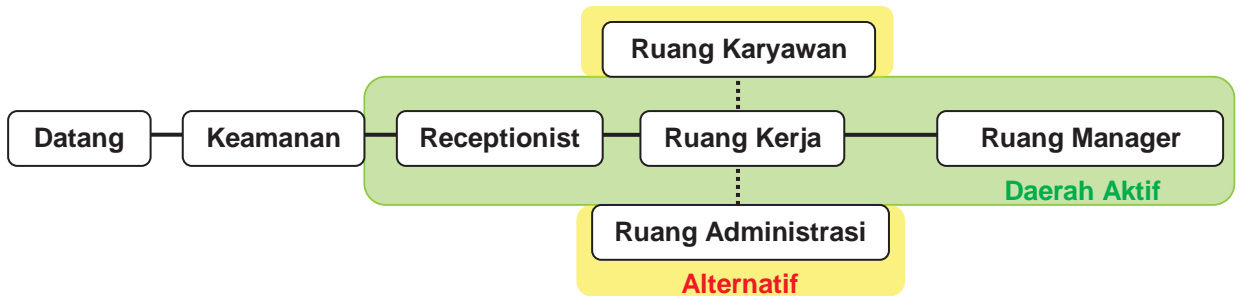 Ruang Karyawan
Datang
Keamanan
Receptionist
Ruang Kerja
Ruang Manager
Daerah Aktif
Ruang Administrasi
Alternatif